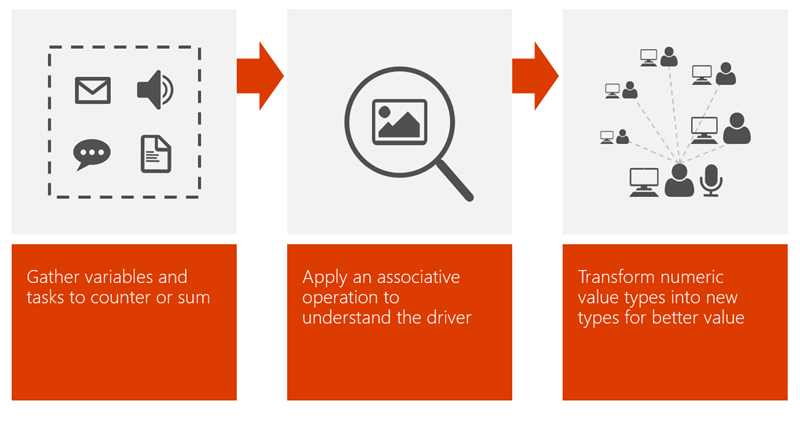 Gather variables and
tasks to counter or sum
Apply an associative
operation to
understand the driver
Transform numeric
value types into new
types for better value